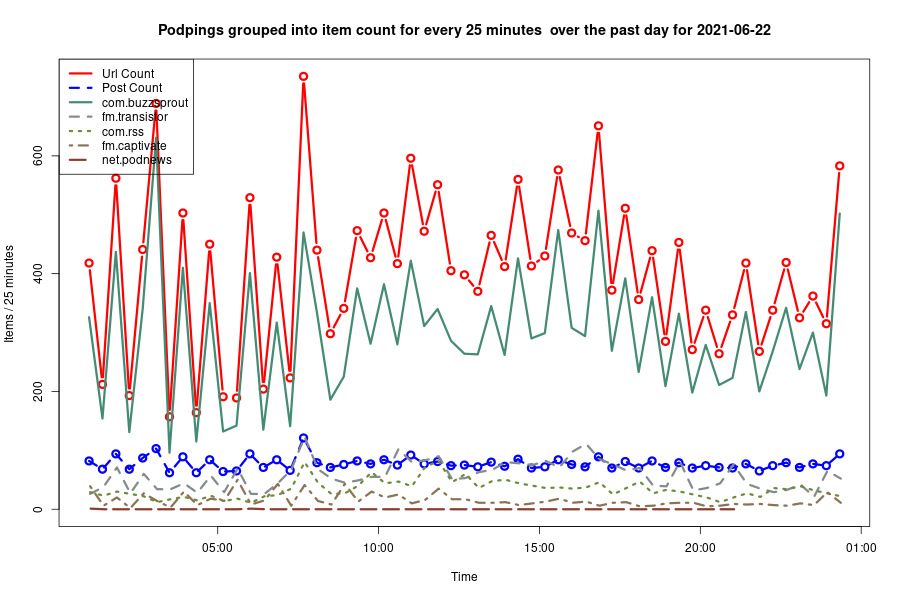 Podpings grouped into item count for every 25 minutes  over the past day for 2021-06-22
Url Count
Post Count
com.buzzsprout
fm.transistor
com.rss
fm.captivate
net.podnews
600
400
200
0
Items / 25 minutes
05:00
10:00
15:00
20:00
01:00
Time